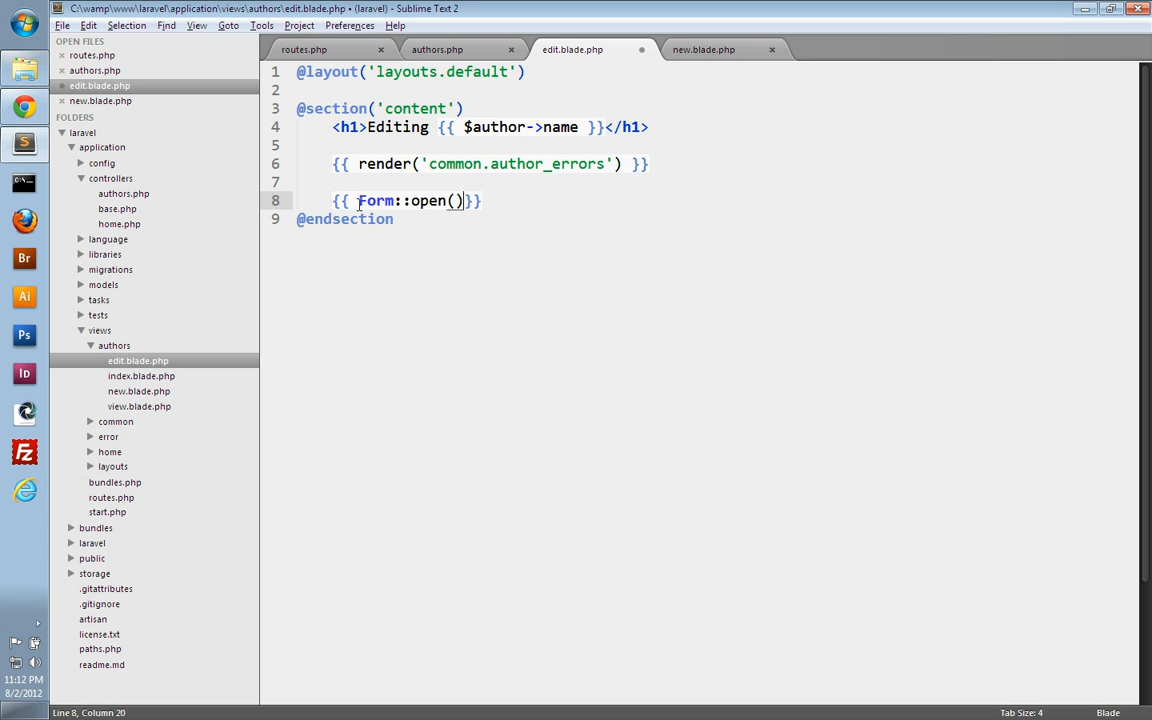 C:\wamp\www\laravel\application\views\authors\edit.blade.php • (laravel) - Sublime Text 2
File Edit Selection Find View Goto Tools Project Preferences Help
OPEN FILES
routes.php
authors.php
edit.blade.php
new.blade.php
FOLDERS
laravel
application
config
controllers
authors.php
base.php
home.php
language
libraries
migrations
models
tasks
tests
views
authors
edit.blade.php
index.blade.php
new.blade.php
view.blade.php
common
error
home
layouts
bundles.php
routes.php
start.php
bundles
laravel
public
storage
.gitattributes
.gitignore
artisan
license.txt
paths.php
readme.md
routes.php authors.php edit.blade.php new.blade.php
1 @layout('layouts.default')
2
3 @section('content')
4 <h1>Editing {{ $author->name }}</h1>
5
6 {{ render('common.author_errors') }}
7
8 {{ Form::open()}}
9 @endsection
Br
Ai
Ps
Id
Fz
11:12 PM
8/2/2012
Line 8, Column 20
Tab Size: 4
Blade